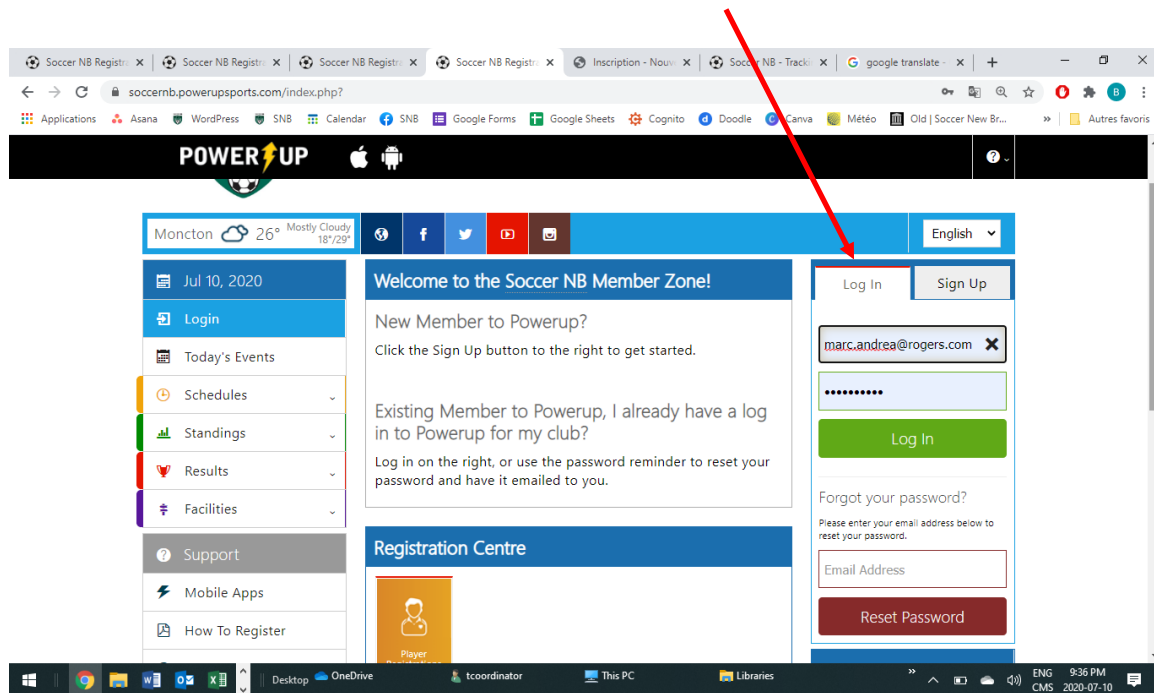 Soccer NB Registr
Soccer NB Registr
Soccer NB Registr
Soccer NB Registr
Inscription - Nouv
Soccer NB - Trackin
google translate -
soccernb.powerupsports.com/index.php?
Applications
Asana
WordPress
SNB
Calendar
SNB
Google Forms
Google Sheets
Cognito
Doodle
Canva
Météo
Old | Soccer New Br...
»
Autres favoris
POWER UP
Moncton 26° Mostly Cloudy
18°/29°
English
Jul 10, 2020
Login
Today's Events
Schedules
Standings
Results
Facilities
Support
Mobile Apps
How To Register
Welcome to the Soccer NB Member Zone!
New Member to Powerup?
Click the Sign Up button to the right to get started.
Existing Member to Powerup, I already have a log
in to Powerup for my club?
Log in on the right, or use the password reminder to reset your
password and have it emailed to you.
Registration Centre
Player
Log In
Sign Up
marc.andrea@rogers.com
••••••••••
Log In
Forgot your password?
Please enter your email address below to
reset your password.
Email Address
Reset Password
Desktop
OneDrive
tcoordinator
This PC
Libraries
»
ENG
CMS
9:36 PM
2020-07-10